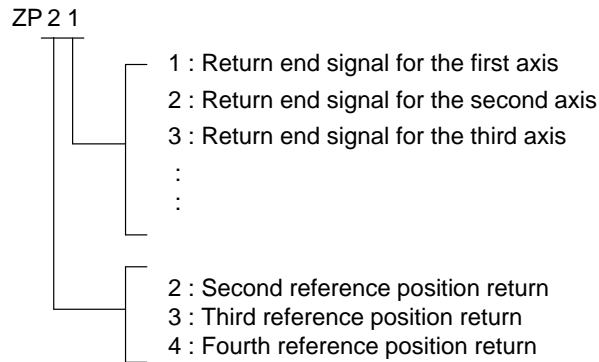 ZP 2 1
1 : Return end signal for the first axis
2 : Return end signal for the second axis
3 : Return end signal for the third axis
:
:
2 : Second reference position return
3 : Third reference position return
4 : Fourth reference position return